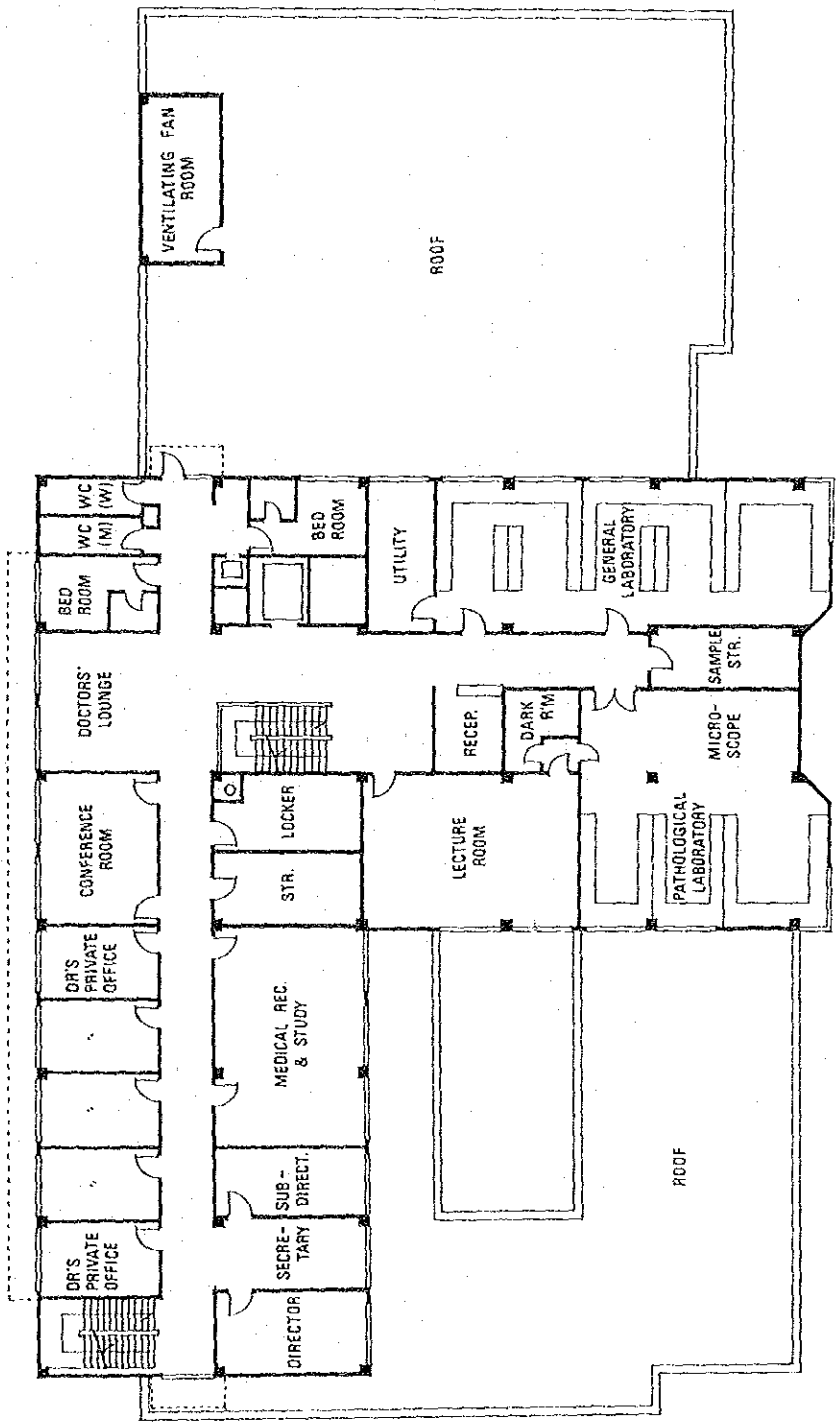 VENTILATING FAN
ROOM
ROOF
WC
(W)
WC
(M)
BED
ROOM
BED
ROOM
UTILITY
GENERAL
LABORATORY
DOCTORS'
LOUNGE
RECEP.
DARK
R'M
SAMPLE
STR.
MICRO-
SCOPE
CONFERENCE
ROOM
LOCKER
STR.
LECTURE
ROOM
PATHOLOGICAL
LABORATORY
DR'S
PRIVATE
OFFICE
〃
〃
〃
MEDICAL REC.
& STUDY
SUB-
DIRECT.
ROOF
DR'S
PRIVATE
OFFICE
SECRE-
TARY
DIRECTOR